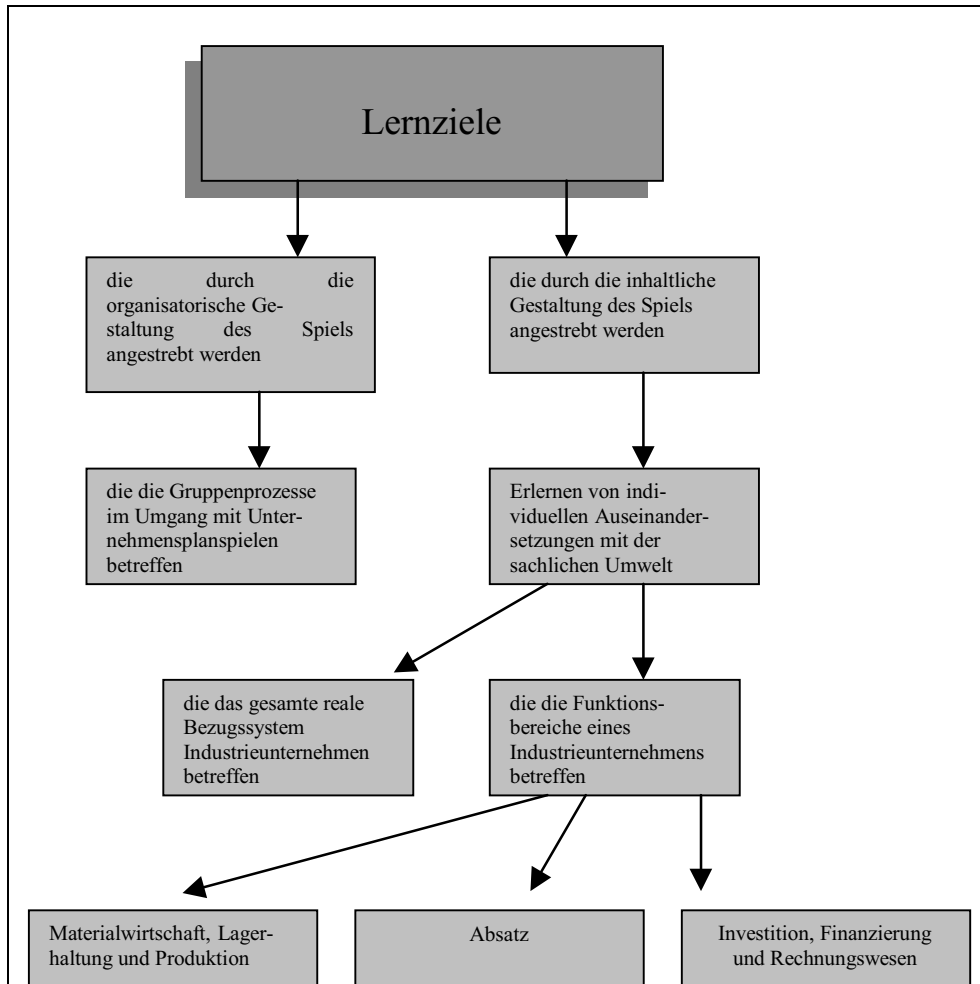 Lernziele
die durch die
organisatorische Ge-
staltung des Spiels
angestrebt werden
die durch die inhaltliche
Gestaltung des Spiels
angestrebt werden
die die Gruppenprozesse
im Umgang mit Unter-
nehmensplanspielen
betreffen
Erlernen von indi-
viduellen Auseinander-
setzungen mit der
sachlichen Umwelt
die das gesamte reale
Bezugssystem
Industrieunternehmen
betreffen
die die Funktions-
bereiche eines
Industrieunternehmens
betreffen
Materialwirtschaft, Lager-
haltung und Produktion
Absatz
Investition, Finanzierung
und Rechnungswesen